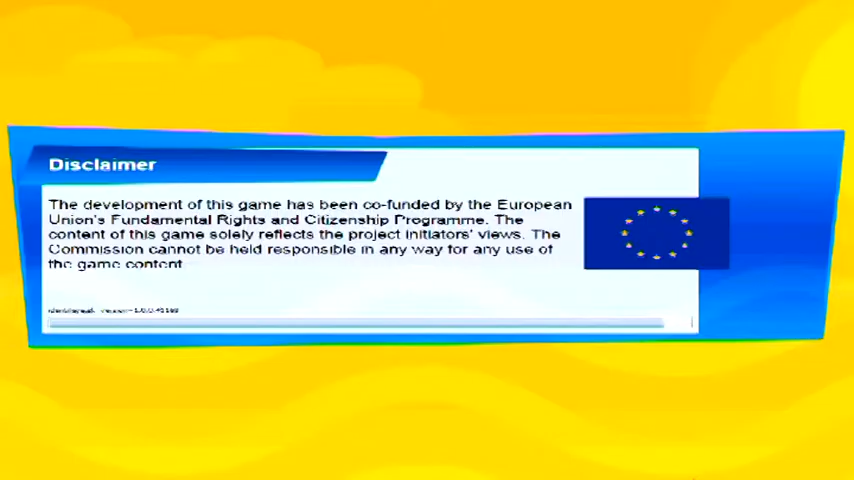 Disclaimer
The development of this game has been co-funded by the European
Union's Fundamental Rights and Citizenship Programme. The
content of this game solely reflects the project initiators' views. The
Commission cannot be held responsible in any way for any use of
the game content